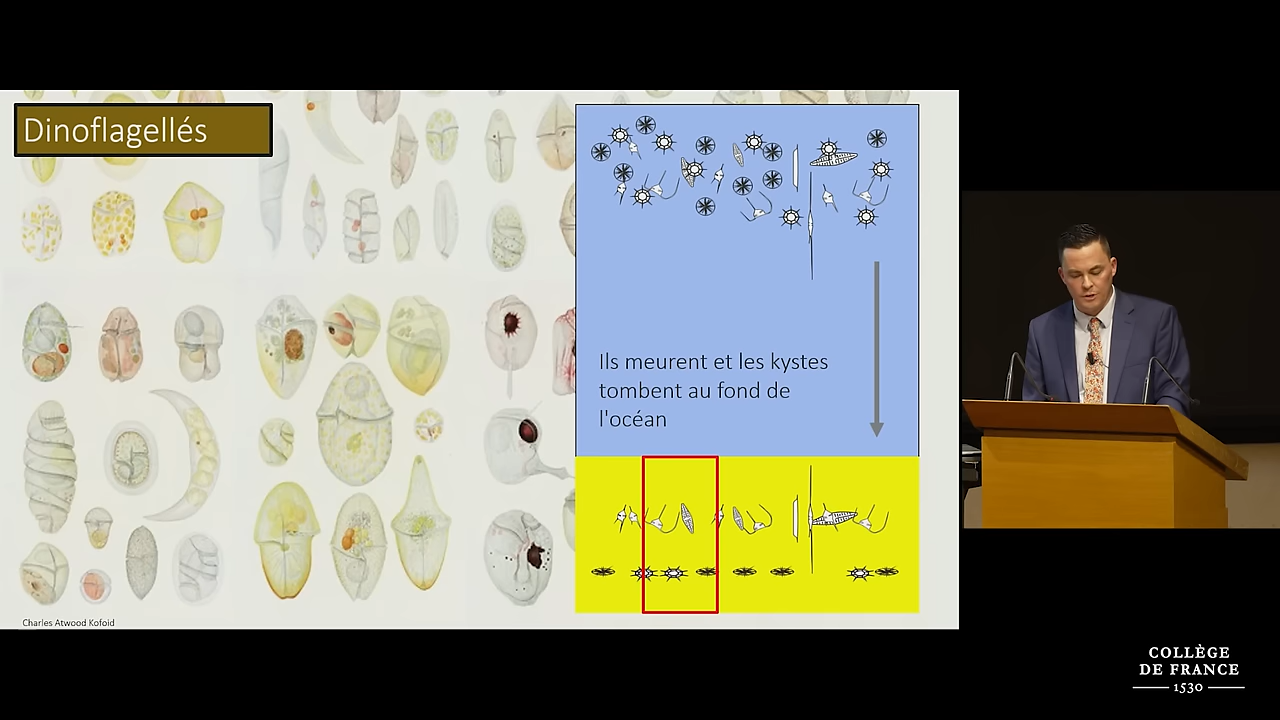 Dinoflagellés
Ils meurent et les kystes
tombent au fond de
l'océan
Charles Atwood Kofoid
COLLÈGE
DE FRANCE
1530